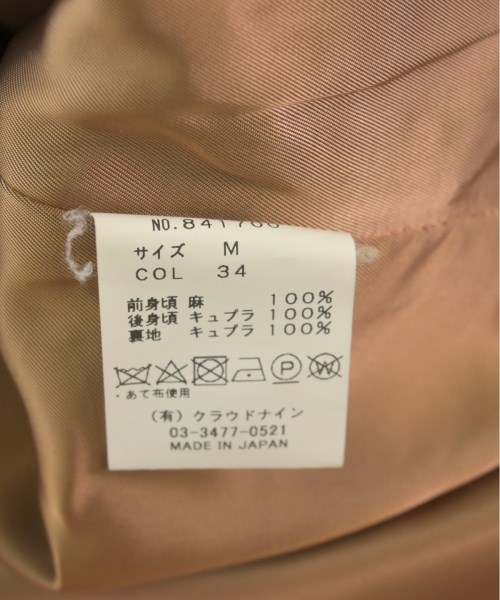 サイズ M
COL 34
前身頃 麻 100%
後身頃 キュプラ 100%
裏地 キュプラ 100%
P W
・あて布使用
(有) クラウドナイン
03-3477-0521
MADE IN JAPAN